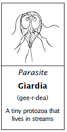 Parasite
Giardia
(gee-r-dea)
A tiny protozoa that
lives in streams